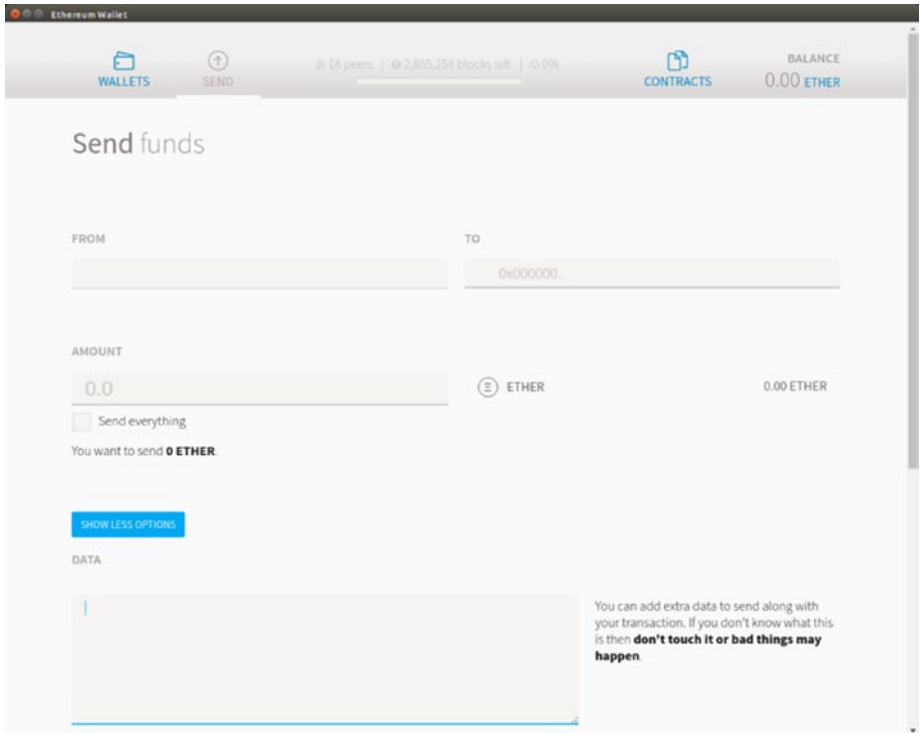 Ethereum Wallet
WALLETS
SEND
18 peers | 2,865,254 blocks left | 0%
CONTRACTS
BALANCE
0.00 ETHER
Send funds
FROM
TO
0x000000..
AMOUNT
0.0
ETHER
0.00 ETHER
Send everything
You want to send 0 ETHER.
SHOW LESS OPTIONS
DATA
You can add extra data to send along with
your transaction. If you don't know what this
is then don't touch it or bad things may
happen.